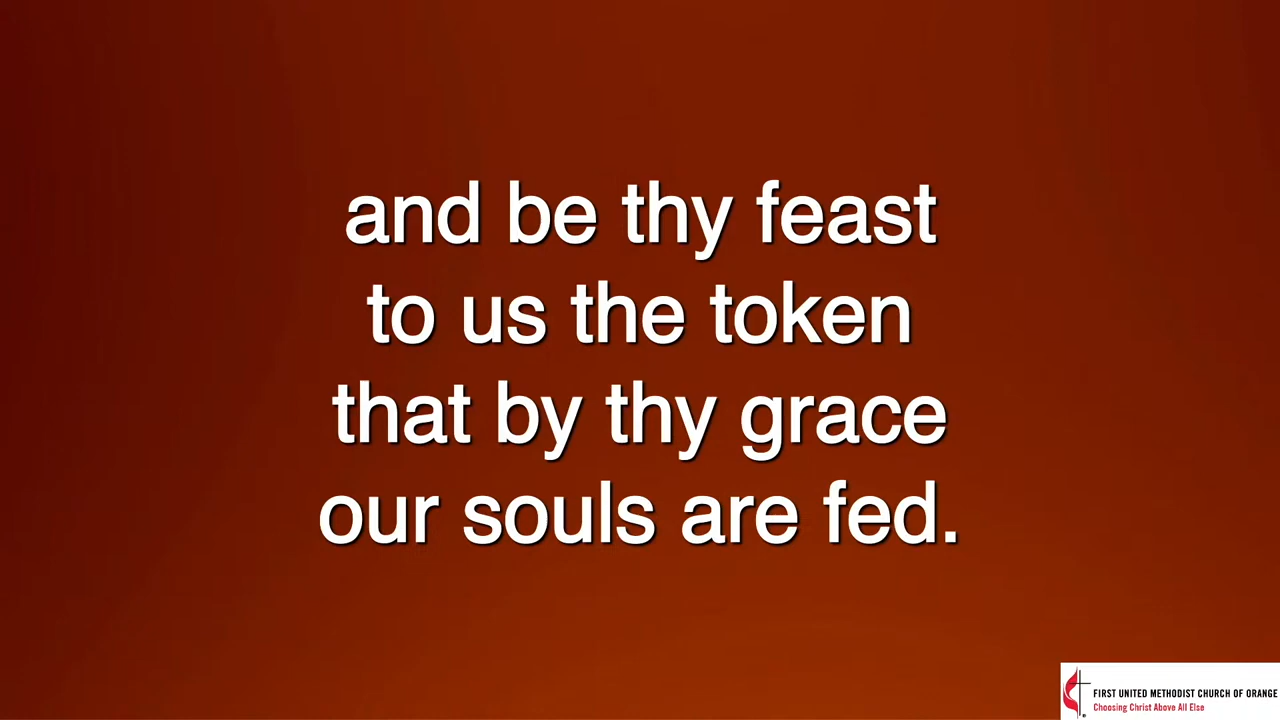 and be thy feast
to us the token
that by thy grace
our souls are fed.
FIRST UNITED METHODIST CHURCH OF ORANGE
Choosing Christ Above All Else